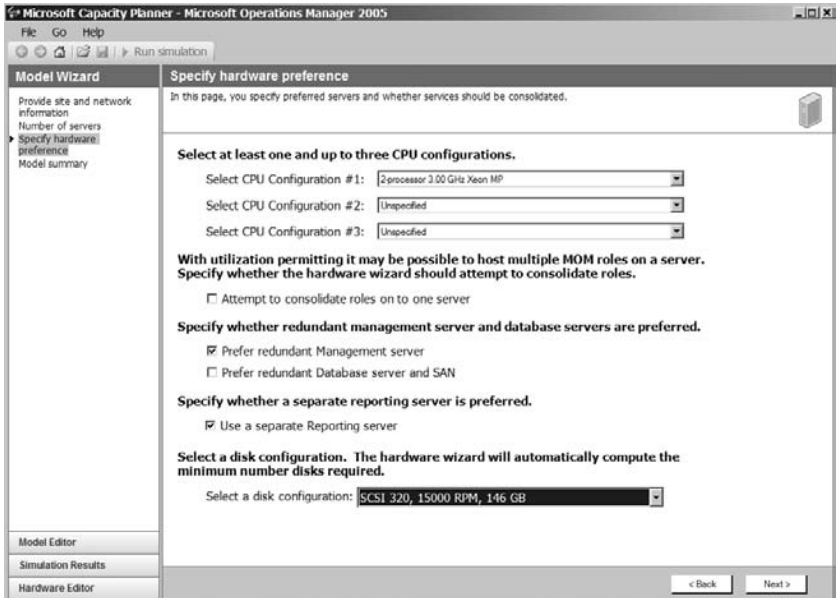 Microsoft Capacity Planner - Microsoft Operations Manager 2005
File Go Help
Run simulation
Model Wizard
Provide site and network
information
Number of servers
Specify hardware
preference
Model summary
Specify hardware preference
In this page, you specify preferred servers and whether services should be consolidated.
Select at least one and up to three CPU configurations.
Select CPU Configuration #1: 2-processor 3.00 GHz Xeon MP
Select CPU Configuration #2: Unspecified
Select CPU Configuration #3: Unspecified
With utilization permitting it may be possible to host multiple MOM roles on a server.
Specify whether the hardware wizard should attempt to consolidate roles.
Attempt to consolidate roles on to one server
Specify whether redundant management server and database servers are preferred.
Prefer redundant Management server
Prefer redundant Database server and SAN
Specify whether a separate reporting server is preferred.
Use a separate Reporting server
Select a disk configuration. The hardware wizard will automatically compute the
minimum number disks required.
Select a disk configuration: SCSI 320, 15000 RPM, 146 GB
Model Editor
Simulation Results
Hardware Editor
< Back Next >